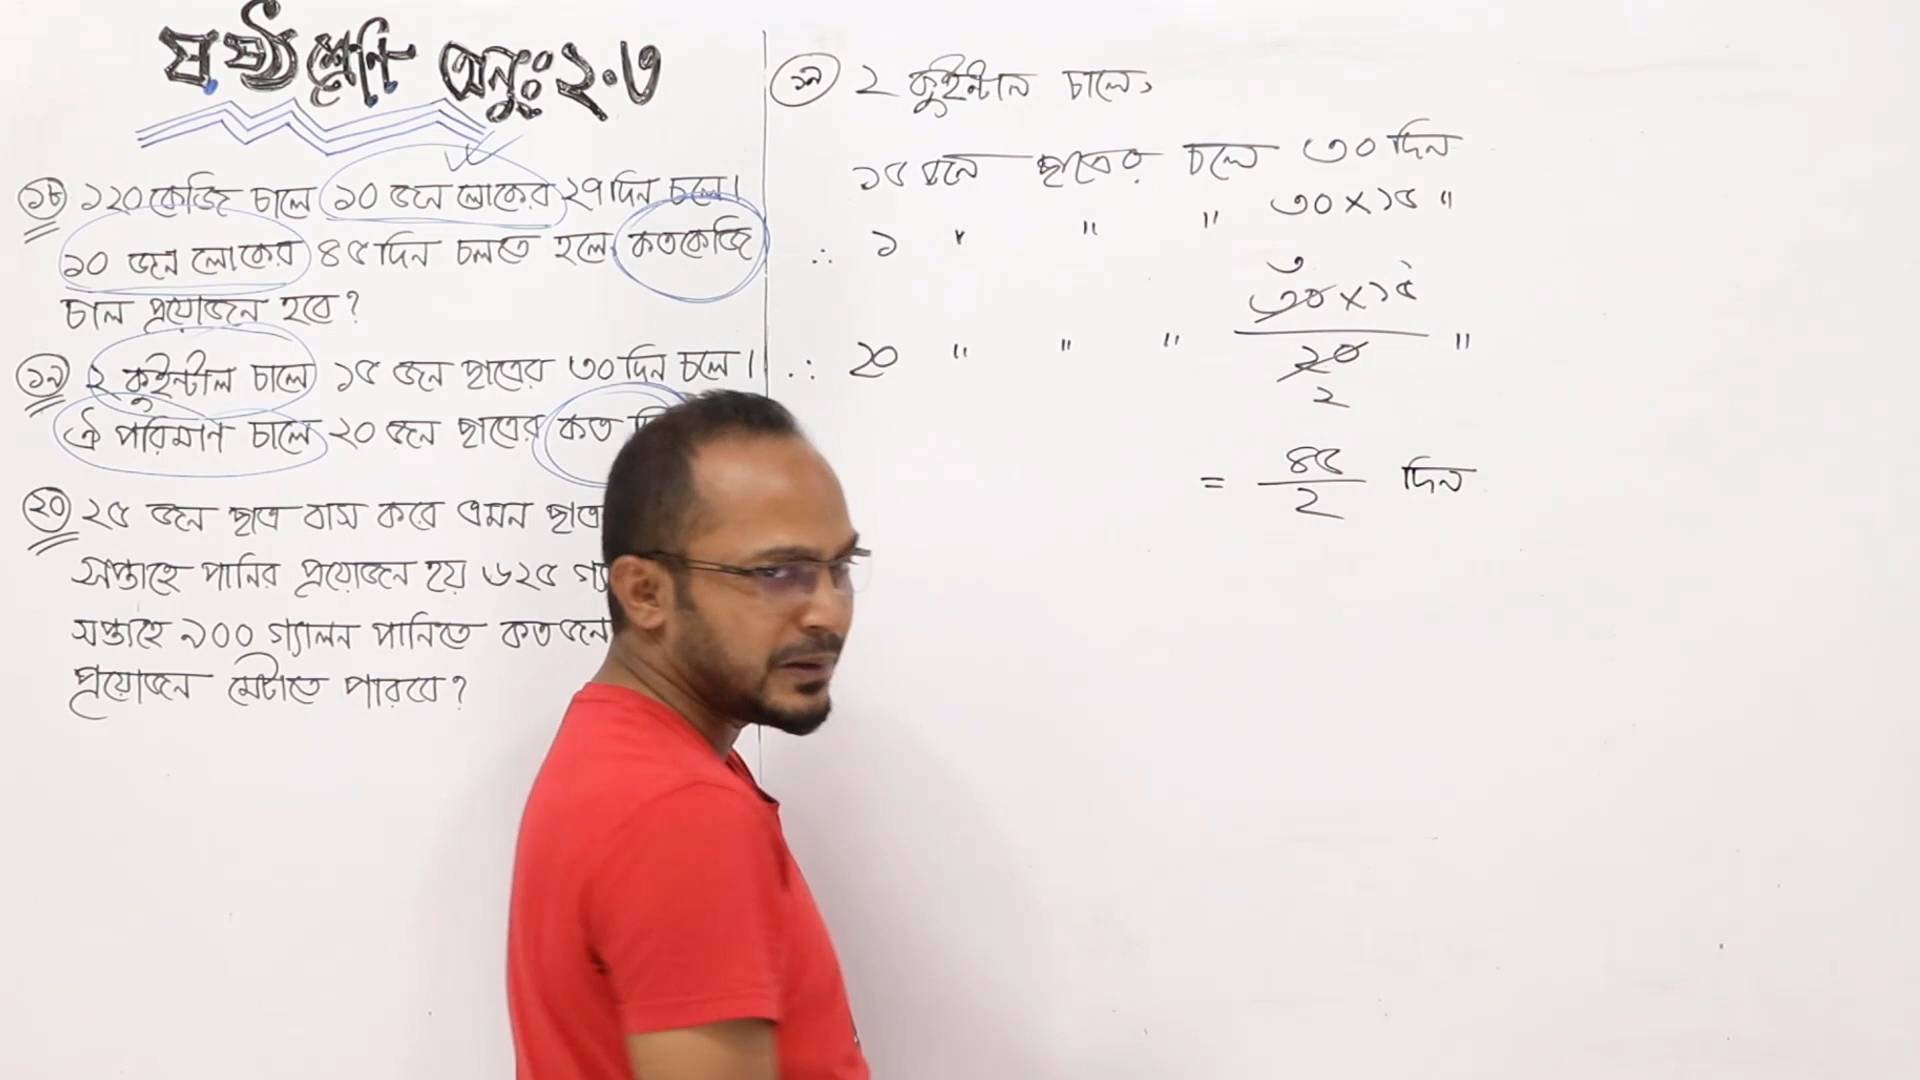 ষষ্ঠ শ্রেণি অনুঃ ২.৩
১৮ ১২০ কেজি চালে ১০ জন লোকের ২৭ দিন চলে।
১০ জন লোকের ৪৫ দিন চলতে হলে কতকেজি
চাল প্রয়োজন হবে?
১৯ ২ কুইন্টাল চালে ১৫ জন ছাত্রের ৩০ দিন চলে।
ঐ পরিমাণ চালে ২০ জন ছাত্রের কত
২০ ২৫ জন ছাত্র বাস করে এমন
সপ্তাহে পানির প্রয়োজন হয় ৬২৫
সপ্তাহে ৯০০ গ্যালন পানিতে কতজন
প্রয়োজন মেটাতে পারবে?
১৯ ২ কুইন্টাল চালে,
১৫ জন ছাত্রের চলে ৩০ দিন
∴ ১ " " " ৩০×১৫ "
৩
৩০×১৫
∴ ২০ " " " "
২০
২
৪৫
= দিন
২